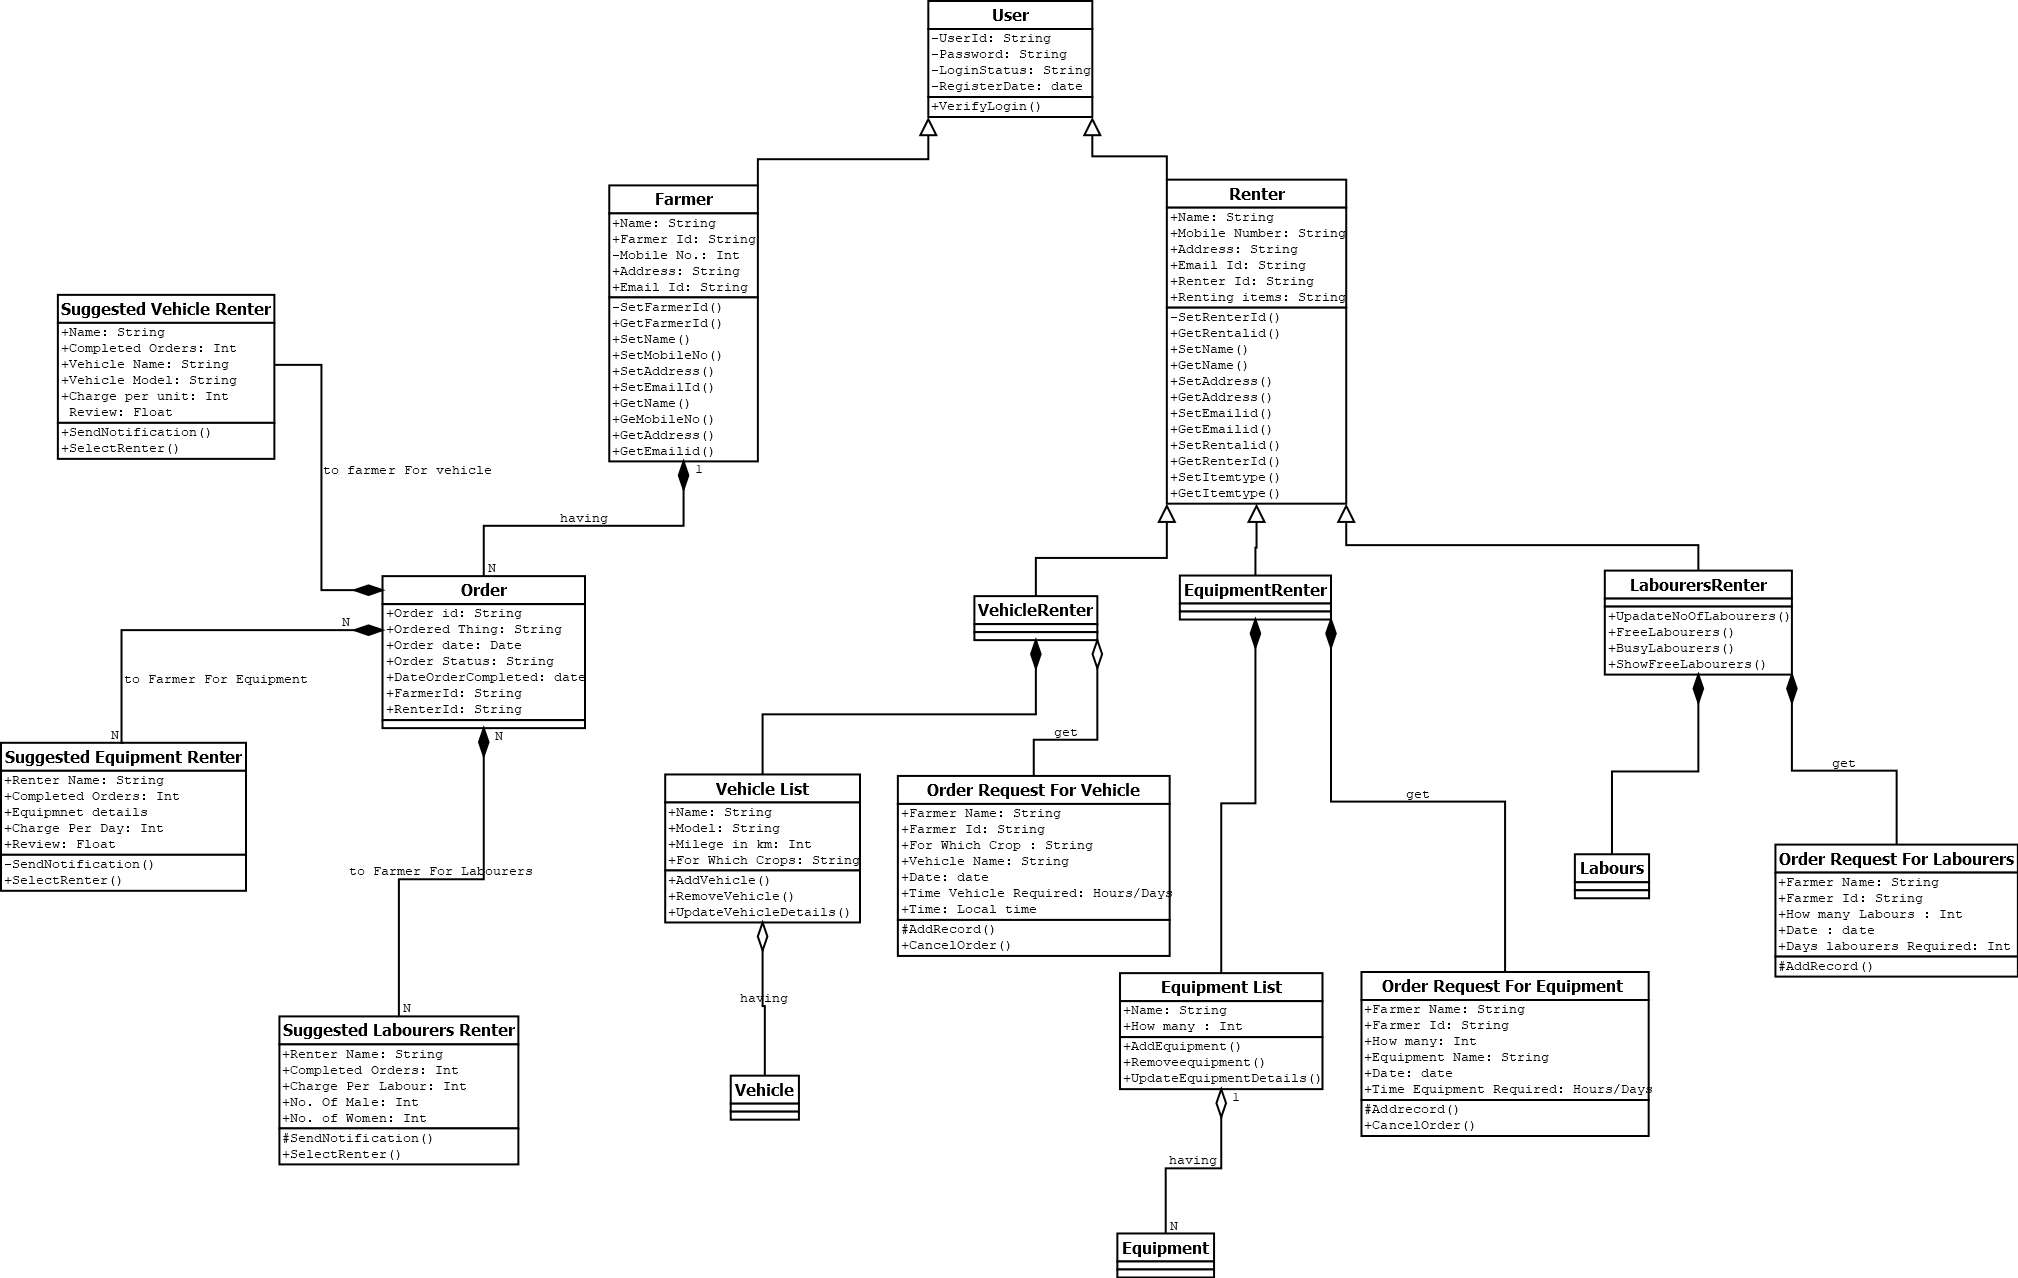 User
-UserId: String
-Password: String
-LoginStatus: String
-RegisterDate: date
+VerifyLogin()
Farmer
+Name: String
+Farmer Id: String
-Mobile No.: Int
+Address: String
+Email Id: String
-SetFarmerId()
+GetFarmerId()
+SetName()
+SetMobileNo()
+SetAddress()
+SetEmailId()
+GetName()
+GeMobileNo()
+GetAddress()
+GetEmailid()
1
having
N
Renter
+Name: String
+Mobile Number: String
+Address: String
+Email Id: String
+Renter Id: String
+Renting items: String
-SetRenterId()
+GetRentalid()
+SetName()
+GetName()
+SetAddress()
+GetAddress()
+SetEmailid()
+GetEmailid()
+SetRentalid()
+GetRenterId()
+SetItemtype()
+GetItemtype()
Suggested Vehicle Renter
+Name: String
+Completed Orders: Int
+Vehicle Name: String
+Vehicle Model: String
+Charge per unit: Int
Review: Float
+SendNotification()
+SelectRenter()
to farmer For vehicle
Order
+Order id: String
+Ordered Thing: String
+Order date: Date
+Order Status: String
+DateOrderCompleted: date
+FarmerId: String
+RenterId: String
N
to Farmer For Equipment
N
Suggested Equipment Renter
+Renter Name: String
+Completed Orders: Int
+Equipmnet details
+Charge Per Day: Int
+Review: Float
-SendNotification()
+SelectRenter()
N
to Farmer For Labourers
N
Suggested Labourers Renter
+Renter Name: String
+Completed Orders: Int
+Charge Per Labour: Int
+No. Of Male: Int
+No. of Women: Int
#SendNotification()
+SelectRenter()
VehicleRenter
EquipmentRenter
LabourersRenter
+UpadateNoOfLabourers()
+FreeLabourers()
+BusyLabourers()
+ShowFreeLabourers()
get
Vehicle List
+Name: String
+Model: String
+Milege in km: Int
+For Which Crops: String
+AddVehicle()
+RemoveVehicle()
+UpdateVehicleDetails()
having
Vehicle
Order Request For Vehicle
+Farmer Name: String
+Farmer Id: String
+For Which Crop : String
+Vehicle Name: String
+Date: date
+Time Vehicle Required: Hours/Days
+Time: Local time
#AddRecord()
+CancelOrder()
get
Equipment List
+Name: String
+How many : Int
+AddEquipment()
+Removeequipment()
+UpdateEquipmentDetails()
1
having
N
Equipment
Order Request For Equipment
+Farmer Name: String
+Farmer Id: String
+How many: Int
+Equipment Name: String
+Date: date
+Time Equipment Required: Hours/Days
#Addrecord()
+CancelOrder()
get
Labours
Order Request For Labourers
+Farmer Name: String
+Farmer Id: String
+How many Labours : Int
+Date : date
+Days labourers Required: Int
#AddRecord()